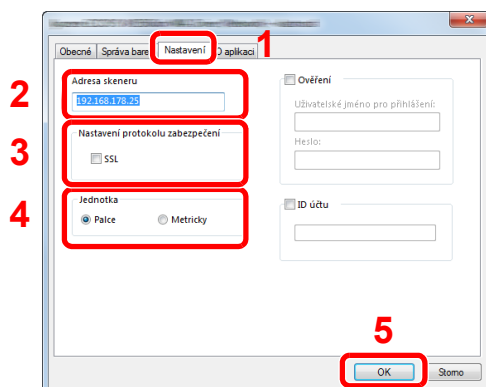 Obecné Správa bare Nastavení O aplikaci
1
2
Adresa skeneru
192.168.178.25
Ověření
Uživatelské jméno pro přihlášení:
Heslo:
3
Nastavení protokolu zabezpečení
SSL
4
Jednotka
Palce Metricky
ID účtu
5
OK Storno